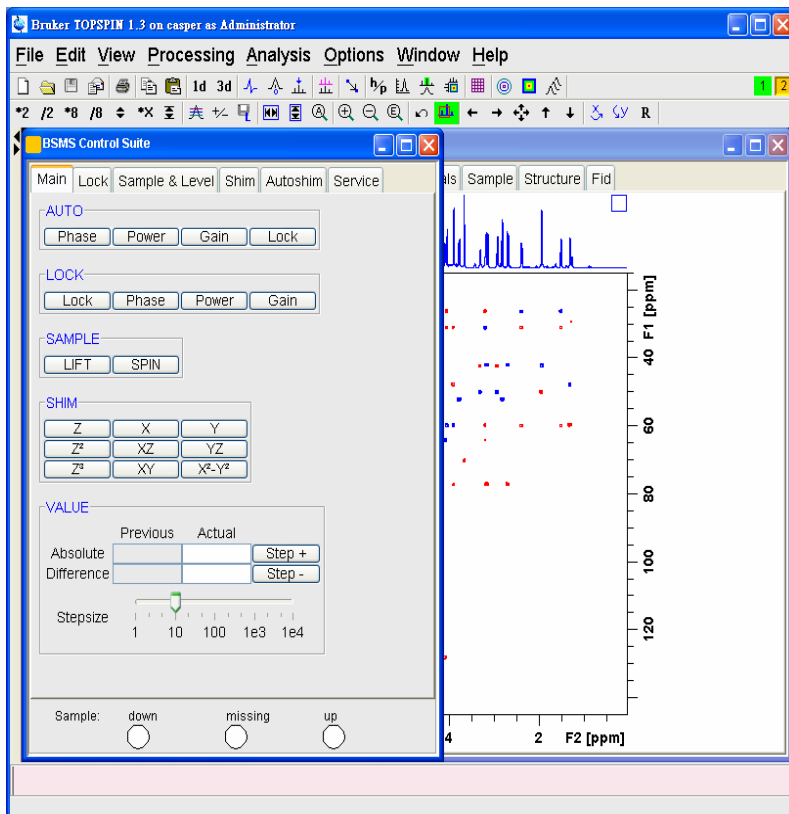 Bruker TOPSPIN 1.3 on casper as Administrator
File Edit View Processing Analysis Options Window Help
1d 3d h/p 1 2
*2 /2 *8 /8 *X +/- A E R
BSMS Control Suite
Main Lock Sample & Level Shim Autoshim Service
als Sample Structure Fid
AUTO
Phase Power Gain Lock
LOCK
Lock Phase Power Gain
SAMPLE
LIFT SPIN
SHIM
Z X Y
Z² XZ YZ
Z³ XY X²-Y²
VALUE
Previous Actual
Absolute Step +
Difference Step -
Stepsize
1 10 100 1e3 1e4
Sample: down missing up
F1 [ppm]
40
60
80
100
120
4 2 F2 [ppm]